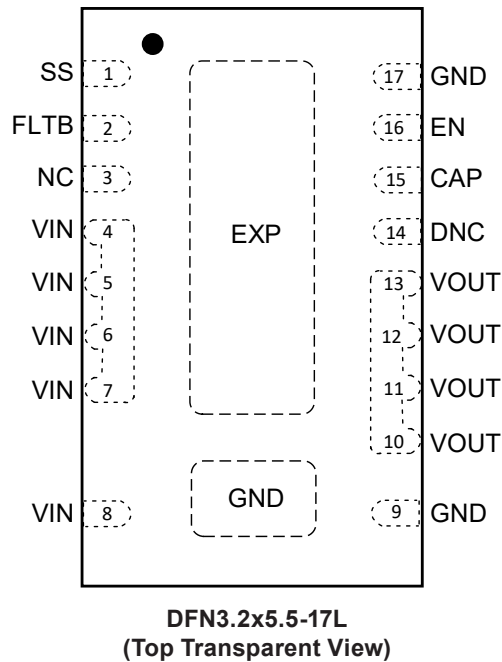 SS 1 17 GND
FLTB 2 16 EN
NC 3 15 CAP
VIN 4 EXP 14 DNC
VIN 5 13 VOUT
VIN 6 12 VOUT
VIN 7 11 VOUT
10 VOUT
VIN 8 GND 9 GND
DFN3.2x5.5-17L
(Top Transparent View)